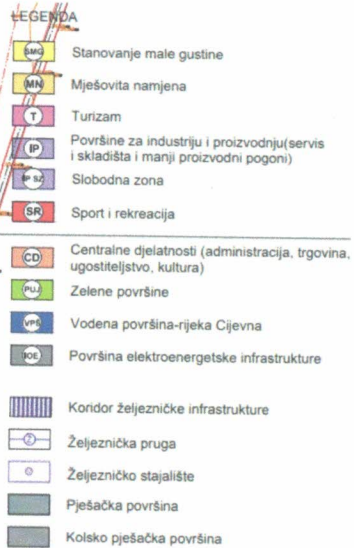 LEGENDA
SMG Stanovanje male gustine
MN Mješovita namjena
T Turizam
IP Površine za industriju i proizvodnju(servis
i skladišta i manji proizvodni pogoni)
IP SZ Slobodna zona
SR Sport i rekreacija
CD Centralne djelatnosti (administracija, trgovina,
ugostiteljstvo, kultura)
PUJ Zelene površine
VPŠ Vodena površina-rijeka Cijevna
IOE Površina elektroenergetske infrastrukture
Koridor željezničke infrastrukture
Ž Željeznička pruga
Željezničko stajalište
Pješačka površina
Kolsko pješačka površina